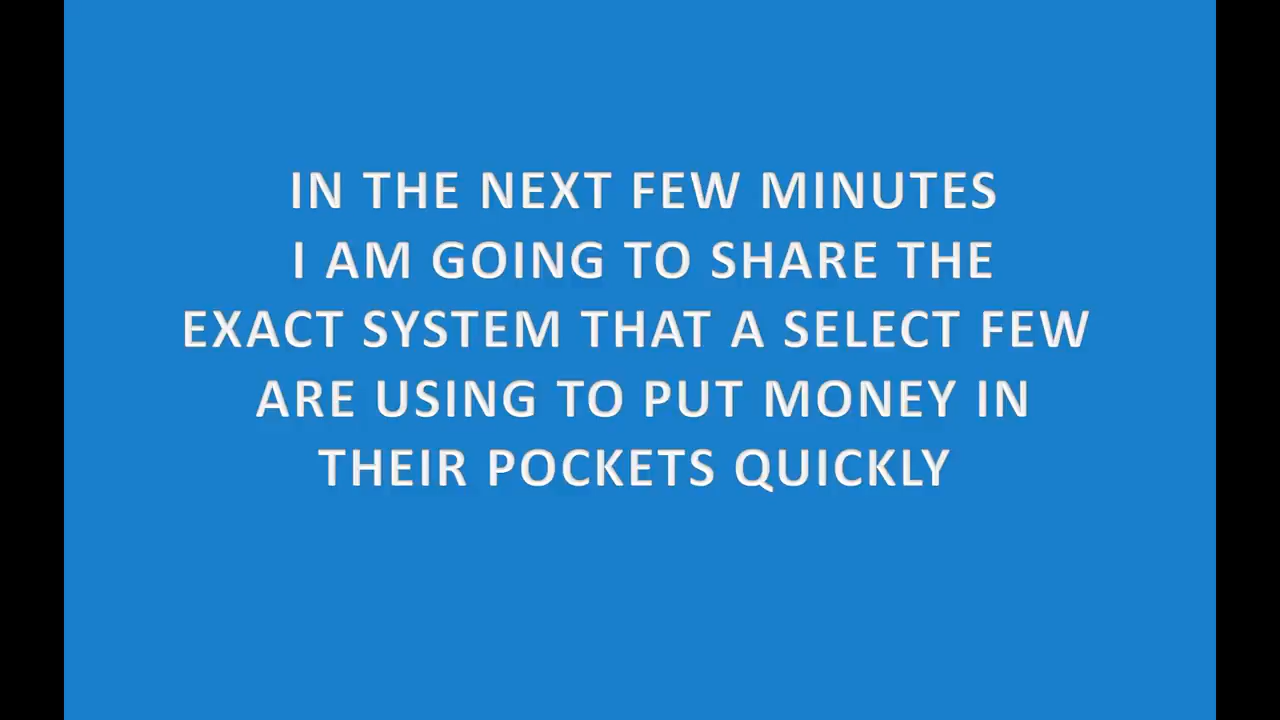 IN THE NEXT FEW MINUTES
I AM GOING TO SHARE THE
EXACT SYSTEM THAT A SELECT FEW
ARE USING TO PUT MONEY IN
THEIR POCKETS QUICKLY